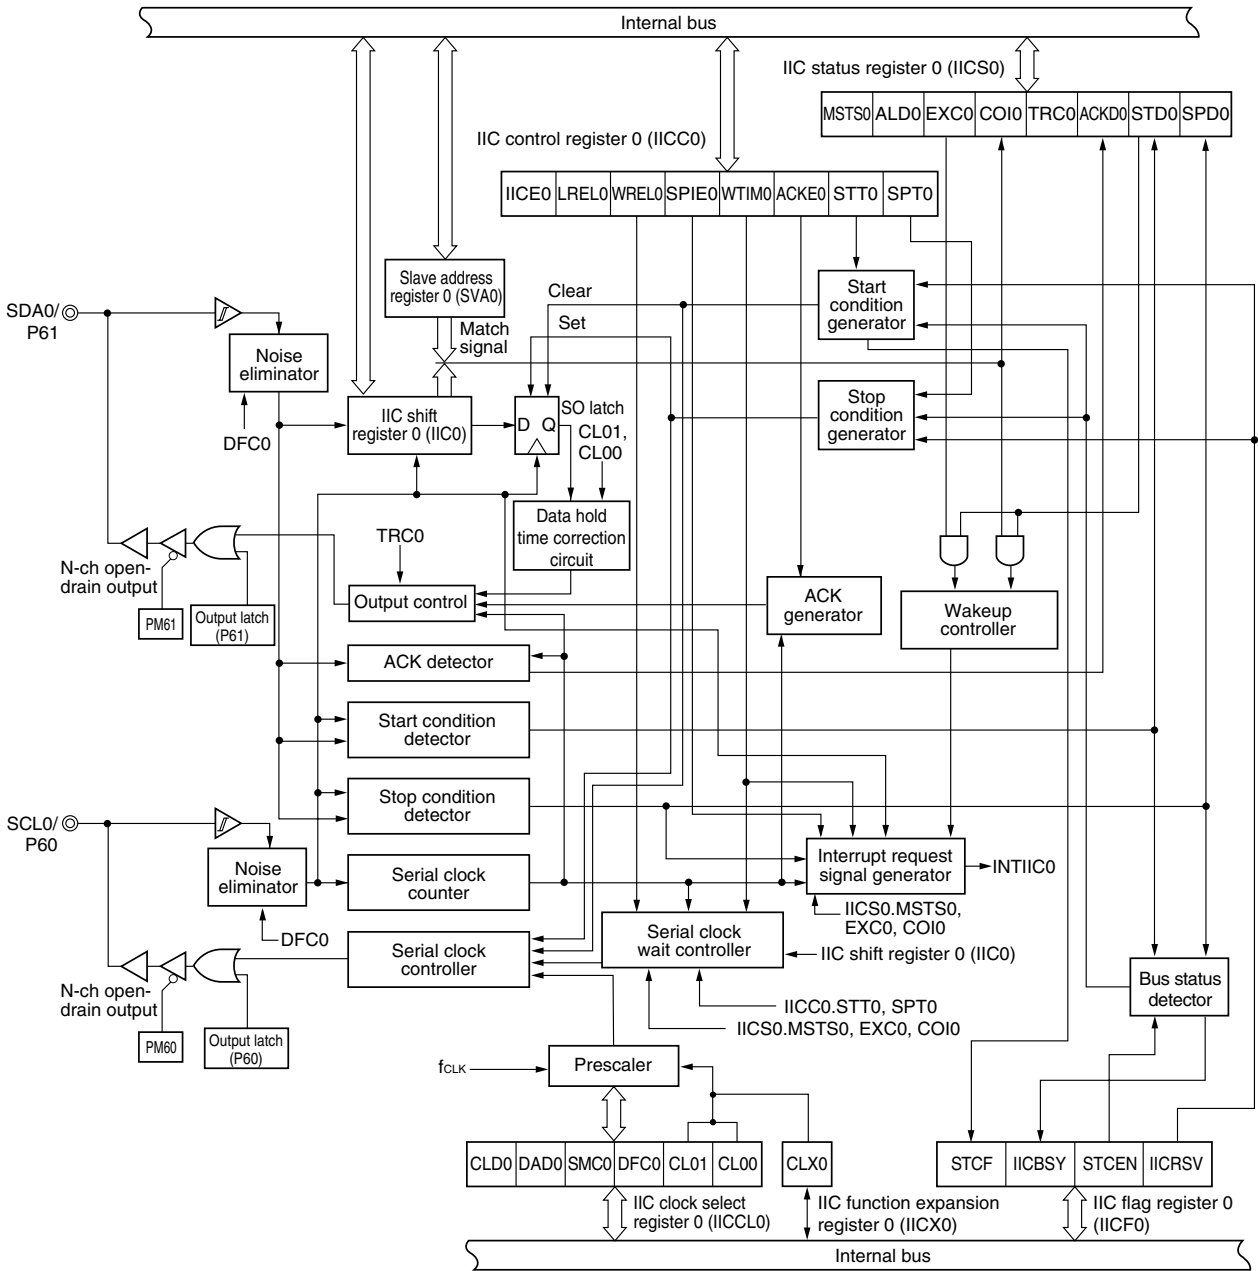 Internal bus
IIC status register 0 (IICS0)
MSTS0 ALD0 EXC0 COI0 TRC0 ACKD0 STD0 SPD0
IIC control register 0 (IICC0)
IICE0 LREL0 WREL0 SPIE0 WTIM0 ACKE0 STT0 SPT0
Slave address
register 0 (SVA0)
Clear
Start
condition
generator
SDA0/
P61
Set
Match
signal
Noise
eliminator
Stop
condition
generator
IIC shift
register 0 (IIC0)
D Q
SO latch
CL01,
CL00
DFC0
Data hold
time correction
circuit
TRC0
N-ch open-
drain output
PM61
Output latch
(P61)
Output control
ACK
generator
Wakeup
controller
ACK detector
Start condition
detector
Stop condition
detector
SCL0/
P60
Noise
eliminator
Serial clock
counter
Interrupt request
signal generator
INTIIC0
IICS0.MSTS0,
EXC0, COI0
DFC0
Serial clock
wait controller
Serial clock
controller
IIC shift register 0 (IIC0)
N-ch open-
drain output
Bus status
detector
IICC0.STT0, SPT0
IICS0.MSTS0, EXC0, COI0
PM60
Output latch
(P60)
fCLK
Prescaler
CLD0 DAD0 SMC0 DFC0 CL01 CL00
CLX0
STCF IICBSY STCEN IICRSV
IIC clock select
register 0 (IICCL0)
IIC function expansion
register 0 (IICX0)
IIC flag register 0
(IICF0)
Internal bus